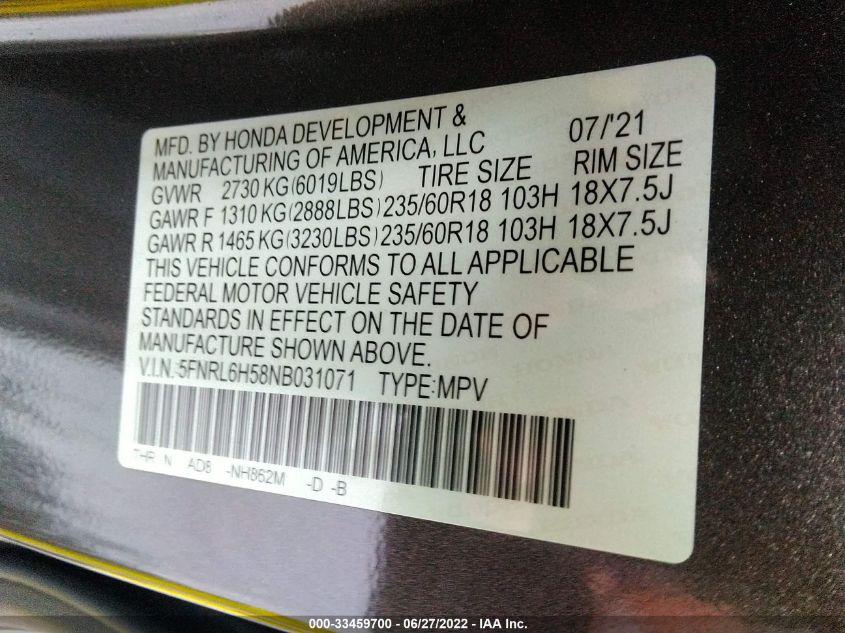 MFD. BY HONDA DEVELOPMENT & 07/'21
MANUFACTURING OF AMERICA, LLC
GVWR 2730 KG(6019LBS) TIRE SIZE RIM SIZE
GAWR F 1310 KG(2888LBS) 235/60R18 103H 18X7.5J
GAWR R 1465 KG(3230LBS) 235/60R18 103H 18X7.5J
THIS VEHICLE CONFORMS TO ALL APPLICABLE
FEDERAL MOTOR VEHICLE SAFETY
STANDARDS IN EFFECT ON THE DATE OF
MANUFACTURE SHOWN ABOVE.
V.I.N.:5FNRL6H58NB031071 TYPE:MPV
THR N AD8 -NH862M -D -B
000-33459700 - 06/27/2022 - IAA Inc.